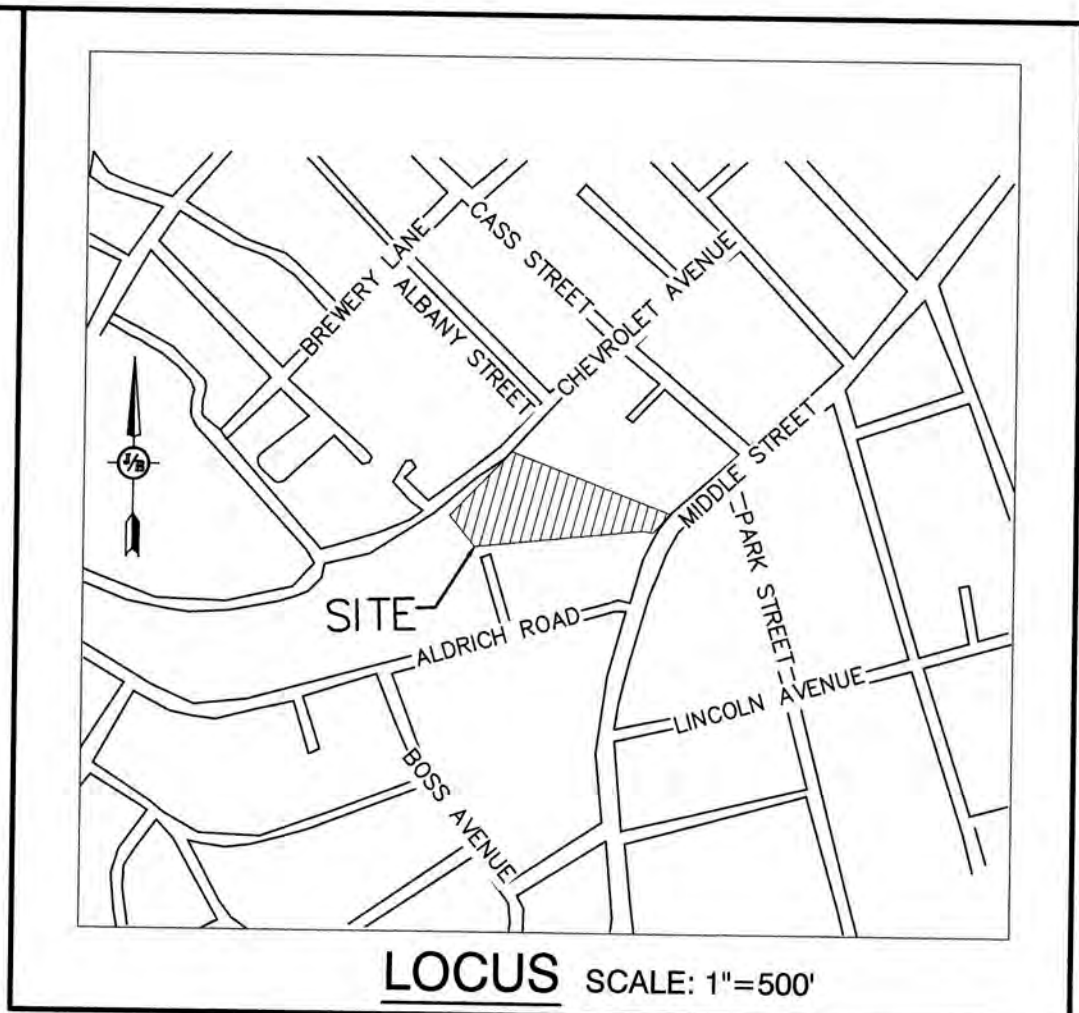 CASS STREET
BREWERY LANE
CHEVROLET AVENUE
ALBANY STREET
J/B
MIDDLE STREET
PARK STREET
SITE
ALDRICH ROAD
LINCOLN AVENUE
BOSS AVENUE
LOCUS SCALE: 1"=500'